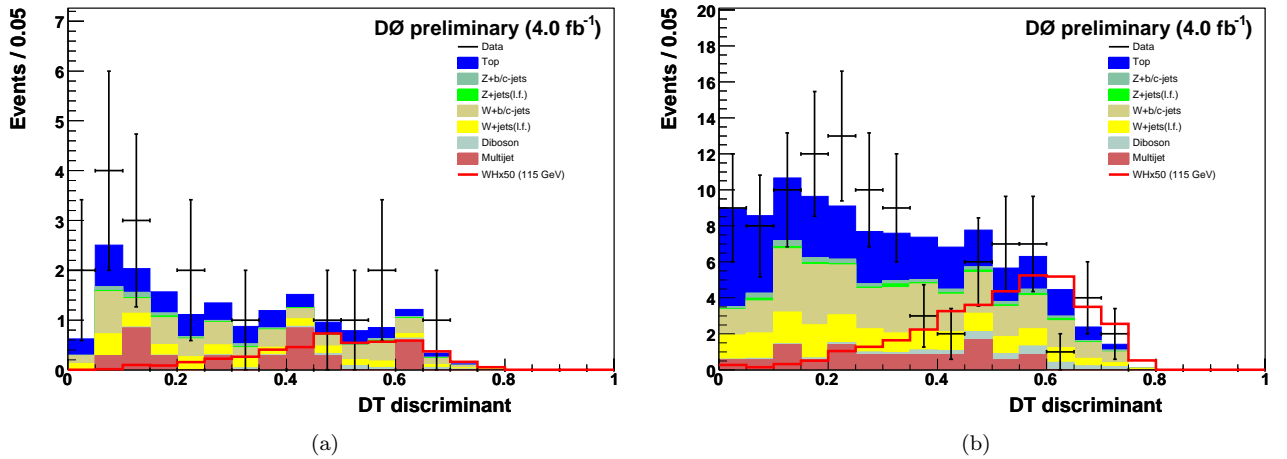 DØ preliminary (4.0 fb⁻¹)
Data
Top
Z+b/c-jets
Z+jets(l.f.)
W+b/c-jets
W+jets(l.f.)
Diboson
Multijet
WHx50 (115 GeV)
Events / 0.05
7
6
5
4
3
2
1
0
0 0.2 0.4 0.6 0.8 1
DT discriminant
(a)
DØ preliminary (4.0 fb⁻¹)
Data
Top
Z+b/c-jets
Z+jets(l.f.)
W+b/c-jets
W+jets(l.f.)
Diboson
Multijet
WHx50 (115 GeV)
Events / 0.05
20
18
16
14
12
10
8
6
4
2
0
0 0.2 0.4 0.6 0.8 1
DT discriminant
(b)